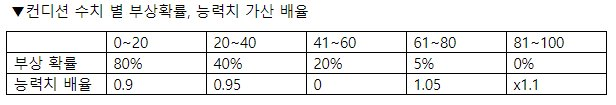 ▼컨디션 수치 별 부상확률, 능력치 가산 배율
0~20 20~40 41~60 61~80 81~100
부상 확률 80% 40% 20% 5% 0%
능력치 배율 0.9 0.95 0 1.05 x1.1